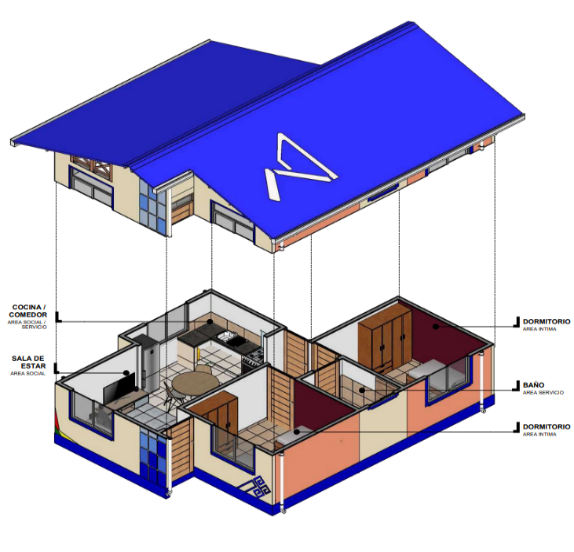 COCINA /
COMEDOR
AREA SOCIAL /
SERVICIO
SALA DE
ESTAR
AREA SOCIAL
DORMITORIO
AREA INTIMA
BAÑO
AREA SERVICIO
DORMITORIO
AREA INTIMA